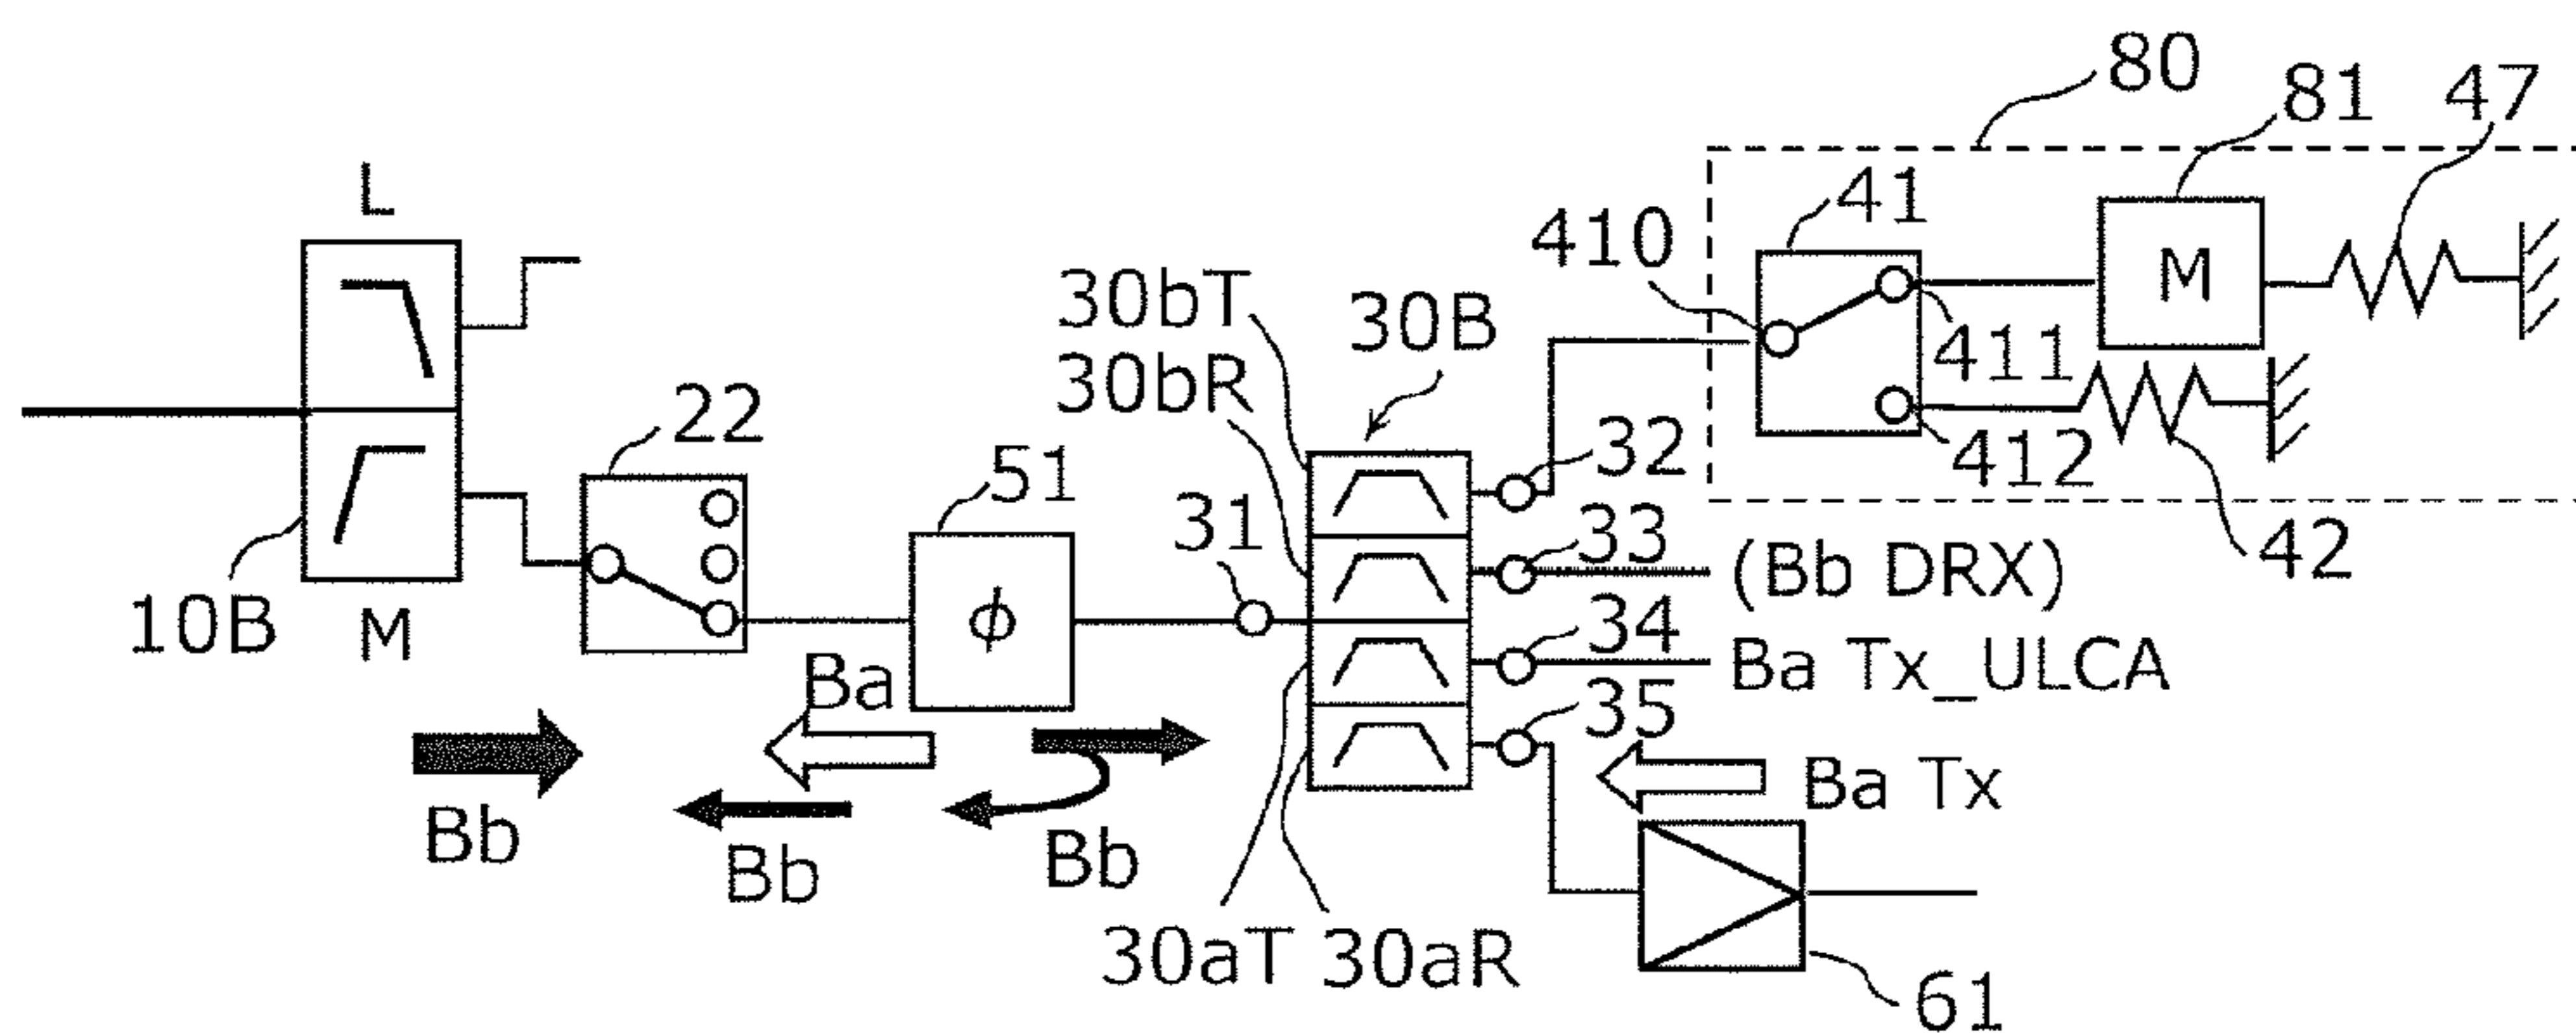 80
81
47
L
41
410
30bT
30B
30bR
411
22
32
412
51
31
33
42
(Bb DRX)
10B
M
M
φ
34
Ba Tx_ULCA
Ba
35
Ba Tx
Bb
Bb
Bb
30aT
30aR
61